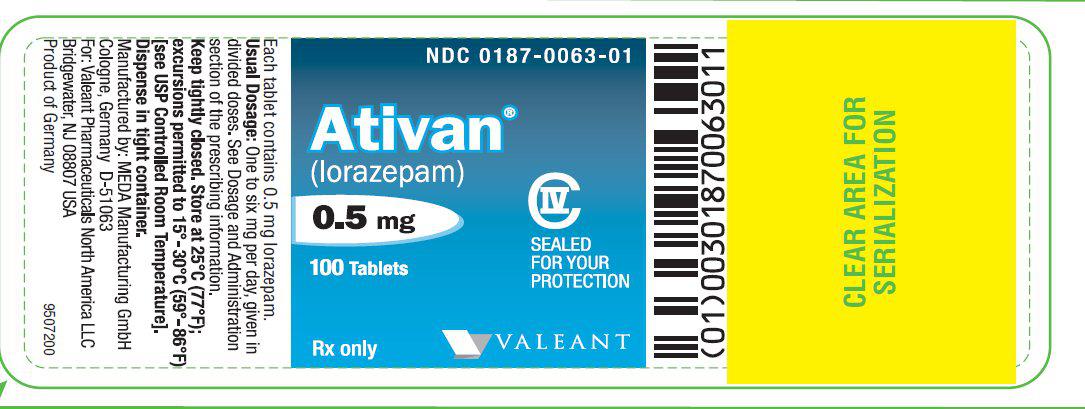 Each tablet contains 0.5 mg lorazepam.
Usual Dosage: One to six mg per day, given in
divided doses. See Dosage and Administration
section of the prescribing information.
Keep tightly closed. Store at 25°C (77°F);
excursions permitted to 15°- 30°C (59°- 86°F)
[see USP Controlled Room Temperature].
Dispense in tight container.
Manufactured by: MEDA Manufacturing GmbH
Cologne, Germany D-51063
For: Valeant Pharmaceuticals North America LLC
Bridgewater, NJ 08807 USA
Product of Germany
9507200
NDC 0187-0063-01
Ativan®
(lorazepam)
0.5 mg
CIV
100 Tablets
SEALED
FOR YOUR
PROTECTION
Rx only
VALEANT
(01)00301870063011
CLEAR AREA FOR
SERIALIZATION